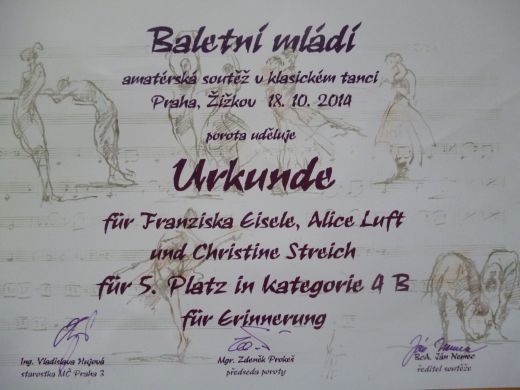 Baletní mládí
amatérská soutěž v klasickém tanci
Praha, Žižkov 18. 10. 2014
porota uděluje
Urkunde
für Franziska Eisele, Alice Luft
und Christine Streich
für 5. Platz in kategorie 4 B
für Erinnerung
Ing. Vladislava Hujová
starostka MČ Praha 3
Mgr. Zdeněk Prokeš
předseda poroty
BcA. Ján Nemec
ředitel soutěže